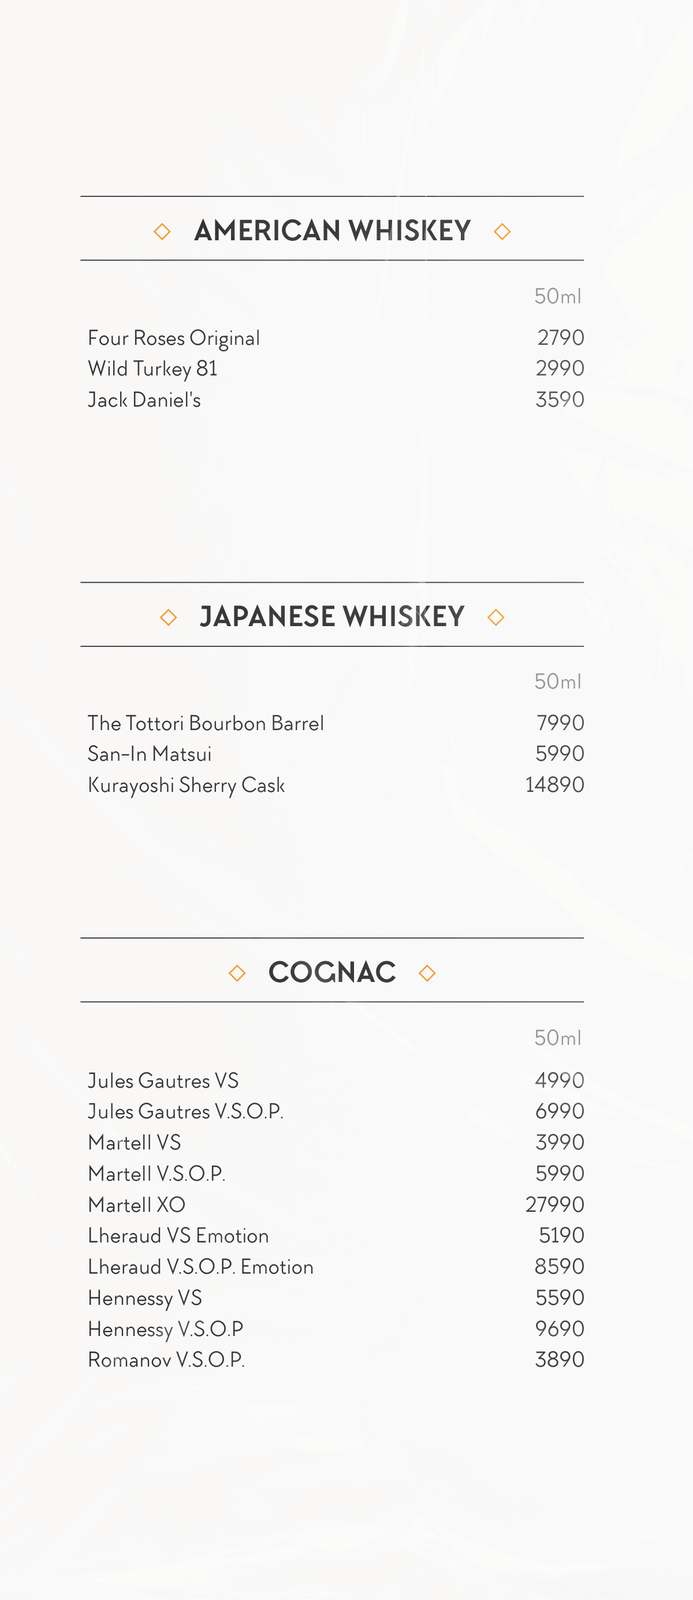 AMERICAN WHISKEY
50ml
Four Roses Original 2790
Wild Turkey 81 2990
Jack Daniel's 3590
JAPANESE WHISKEY
50ml
The Tottori Bourbon Barrel 7990
San-In Matsui 5990
Kurayoshi Sherry Cask 14890
COGNAC
50ml
Jules Gautres VS 4990
Jules Gautres V.S.O.P. 6990
Martell VS 3990
Martell V.S.O.P. 5990
Martell XO 27990
Lheraud VS Emotion 5190
Lheraud V.S.O.P. Emotion 8590
Hennessy VS 5590
Hennessy V.S.O.P 9690
Romanov V.S.O.P. 3890